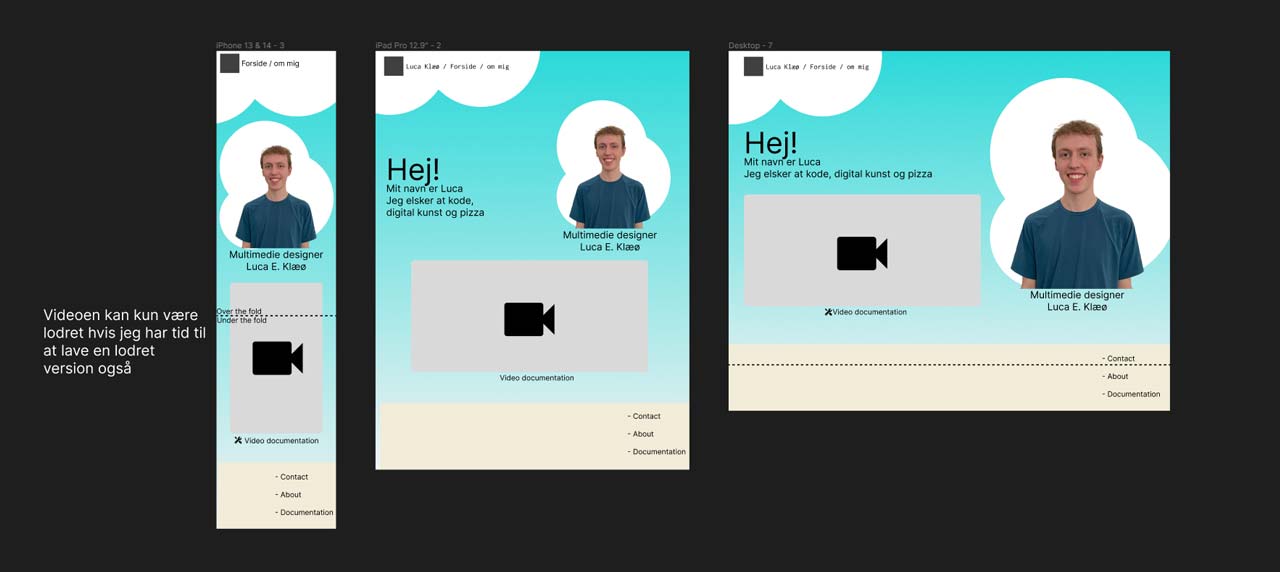 iPhone 13 & 14 - 3
Forside / om mig
Multimedie designer
Luca E. Klæø
Over the fold
Under the fold
Video documentation
- Contact
- About
- Documentation
Videoen kan kun være
lodret hvis jeg har tid til
at lave en lodret
version også
iPad Pro 12.9" - 2
Luca Klæø / Forside / om mig
Hej!
Mit navn er Luca
Jeg elsker at kode,
digital kunst og pizza
Multimedie designer
Luca E. Klæø
Video documentation
- Contact
- About
- Documentation
Desktop - 7
Luca Klæø / Forside / om mig
Hej!
Mit navn er Luca
Jeg elsker at kode, digital kunst og pizza
Multimedie designer
Luca E. Klæø
Video documentation
- Contact
- About
- Documentation